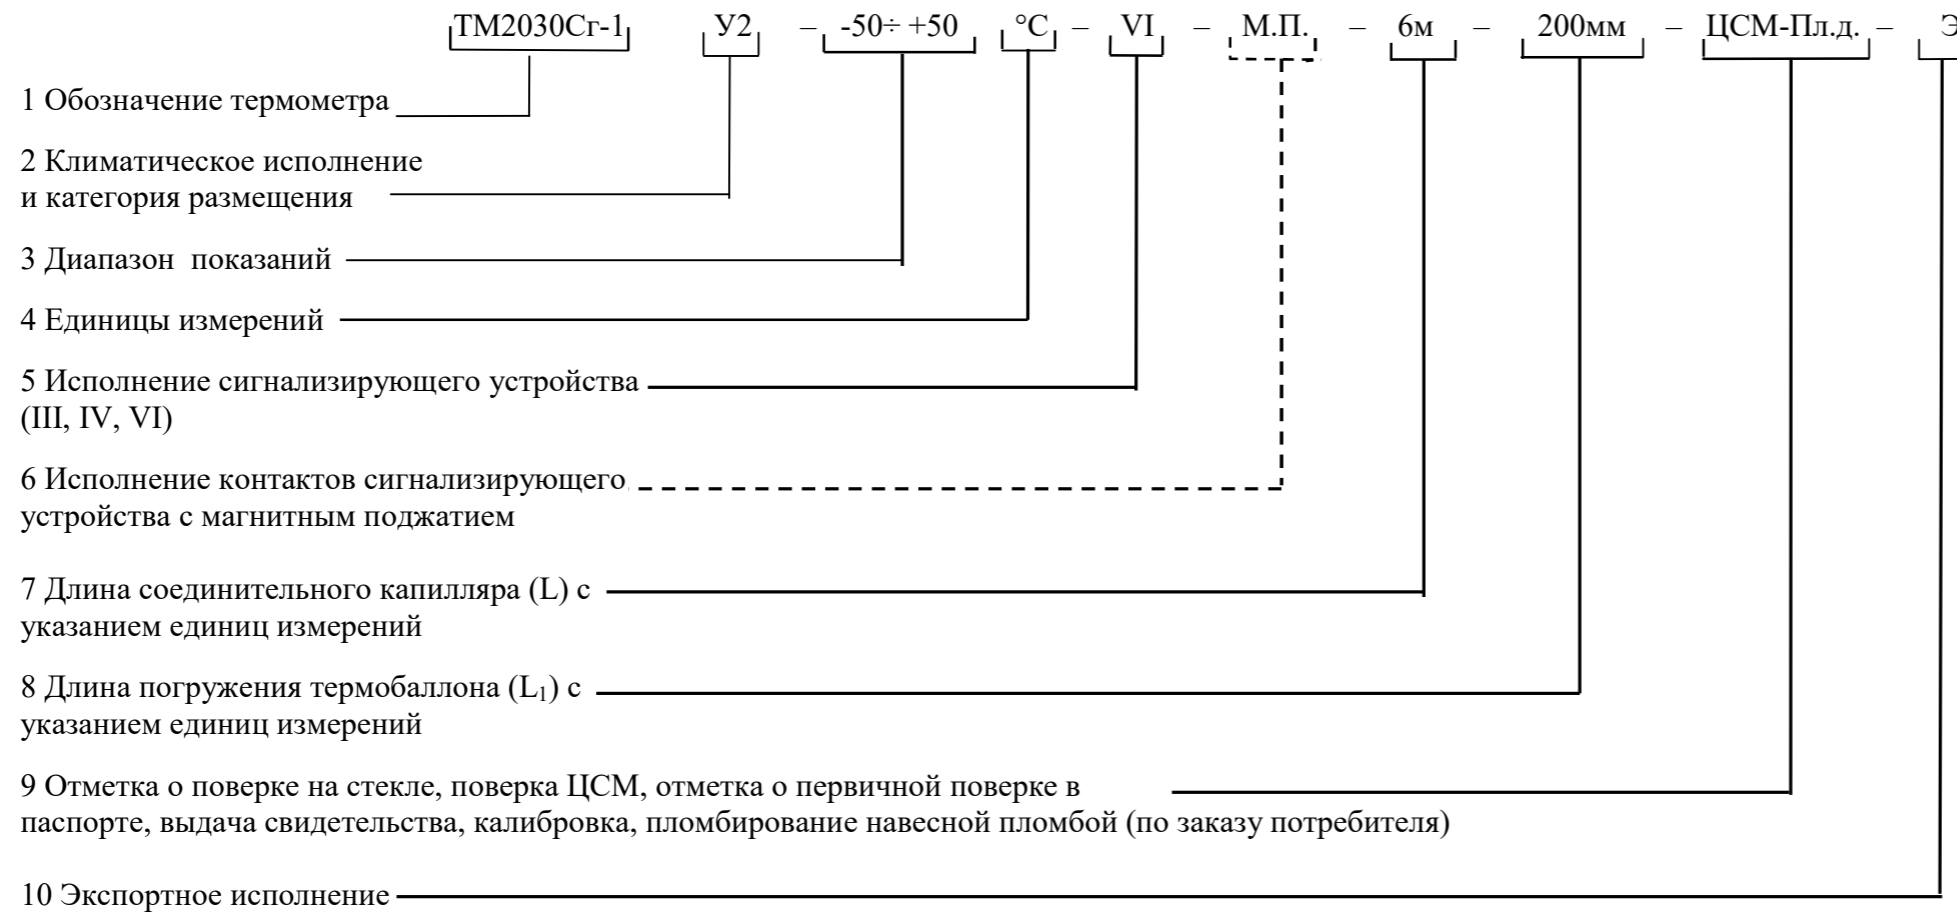 ТМ2030Сг-1 У2 – -50÷ +50 °С – VI – М.П. – 6м – 200мм – ЦСМ-Пл.д. – Э
1 Обозначение термометра
2 Климатическое исполнение
и категория размещения
3 Диапазон показаний
4 Единицы измерений
5 Исполнение сигнализирующего устройства
(III, IV, VI)
6 Исполнение контактов сигнализирующего
устройства с магнитным поджатием
7 Длина соединительного капилляра (L) с
указанием единиц измерений
8 Длина погружения термобаллона (L₁) с
указанием единиц измерений
9 Отметка о поверке на стекле, поверка ЦСМ, отметка о первичной поверке в
паспорте, выдача свидетельства, калибровка, пломбирование навесной пломбой (по заказу потребителя)
10 Экспортное исполнение